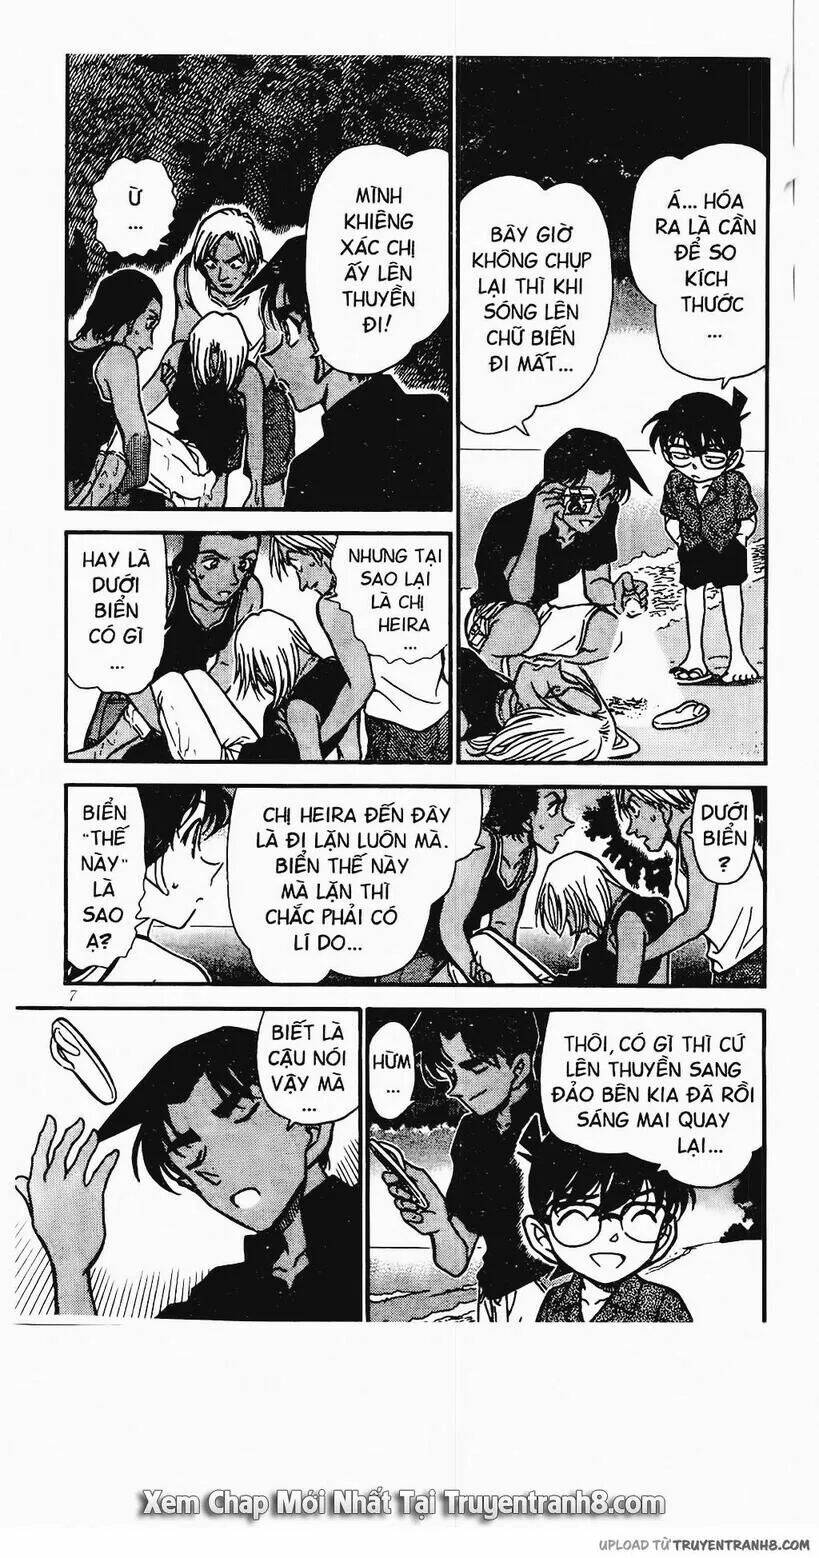 Á... HÓA
RA LÀ CẦN
ĐỂ SO
KÍCH
THƯỚC
...
BÂY GIỜ
KHÔNG CHỤP
LẠI THÌ KHI
SÓNG LÊN
CHỮ BIẾN
ĐI MẤT...
MÌNH
KHIÊNG
XÁC CHỊ
ẤY LÊN
THUYỀN
ĐI!
Ừ
...
NHƯNG TẠI
SAO LẠI
LÀ CHỊ
HEIRA
...
HAY LÀ
DƯỚI
BIỂN
CÓ GÌ
...
DƯỚI
BIỂN
?
CHỊ HEIRA ĐẾN ĐÂY
LÀ ĐI LẶN LUÔN MÀ.
BIỂN THẾ NÀY
MÀ LẶN THÌ
CHẮC PHẢI CÓ
LÍ DO...
BIỂN
"THẾ
NÀY"
LÀ
SAO
Ạ?
7
THÔI, CÓ GÌ THÌ CỨ
LÊN THUYỀN SANG
ĐẢO BÊN KIA ĐÃ RỒI
SÁNG MAI QUAY
LẠI...
HỪM
...
BIẾT LÀ
CẬU NÓI
VẬY MÀ
...
Xem Chap Mới Nhất Tại Truyentranh8.com
UPLOAD TỪ TRUYENTRANH8.COM